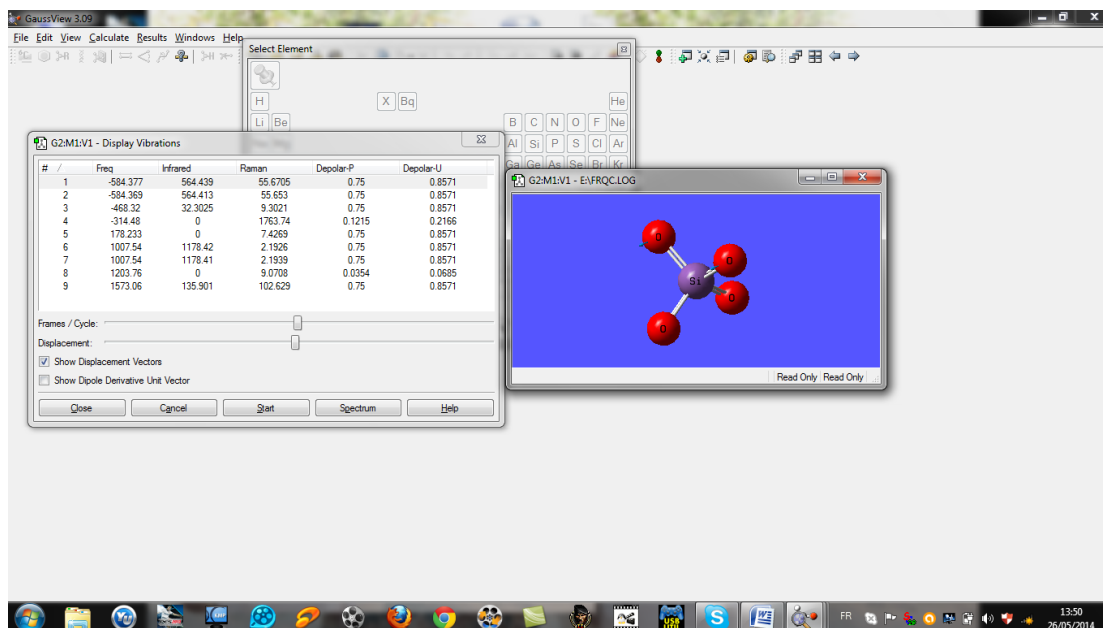 GaussView 3.09
File Edit View Calculate Results Windows Help
Select Element
H X Bq He
Li Be B C N O F Ne
Al Si P S Cl Ar
Ga Ge As Se Br Kr
G2:M1:V1 - Display Vibrations
# / Freq Infrared Raman Depolar-P Depolar-U
1 -584.377 564.439 55.6705 0.75 0.8571
2 -584.369 564.413 55.653 0.75 0.8571
3 -468.32 32.3025 9.3021 0.75 0.8571
4 -314.48 0 1763.74 0.1215 0.2166
5 178.233 0 7.4269 0.75 0.8571
6 1007.54 1178.42 2.1926 0.75 0.8571
7 1007.54 1178.41 2.1939 0.75 0.8571
8 1203.76 0 9.0708 0.0354 0.0685
9 1573.06 135.901 102.629 0.75 0.8571
Frames / Cycle:
Displacement:
Show Displacement Vectors
Show Dipole Derivative Unit Vector
Close Cancel Start Spectrum Help
G2:M1:V1 - E:\FRQC.LOG
O
O
Si
O
O
Read Only Read Only
FR
13:50
26/05/2014